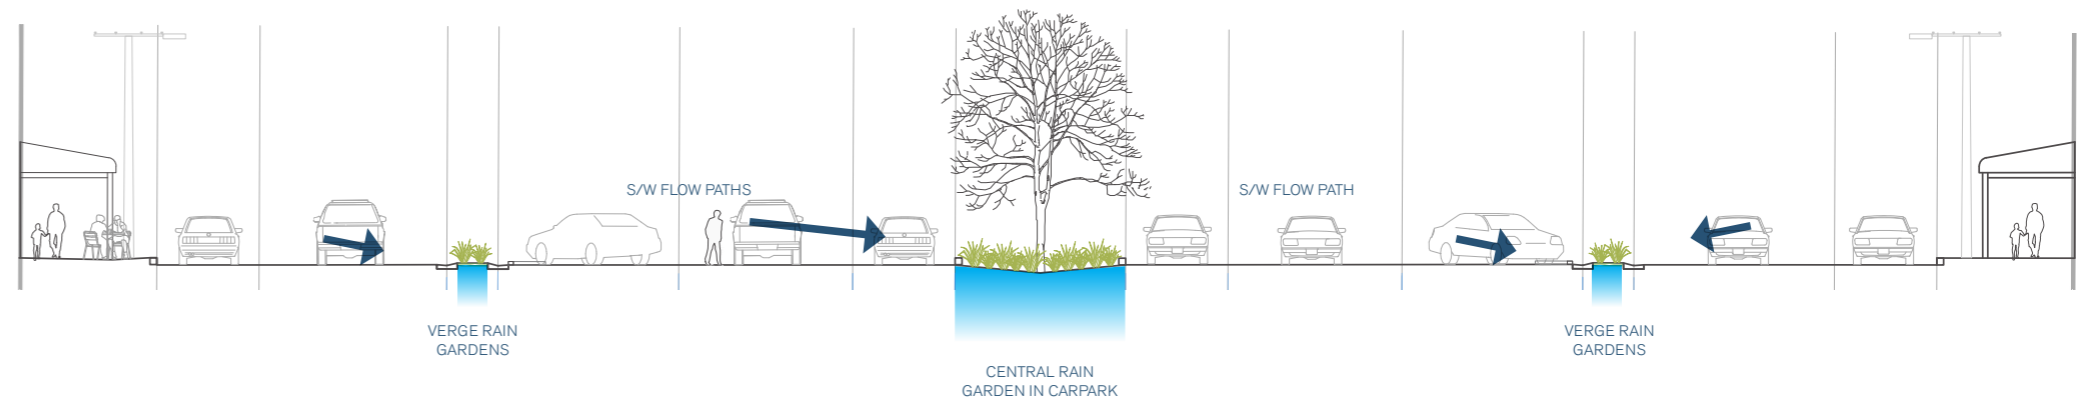 S/W FLOW PATHS
S/W FLOW PATH
VERGE RAIN
GARDENS
CENTRAL RAIN
GARDEN IN CARPARK
VERGE RAIN
GARDENS